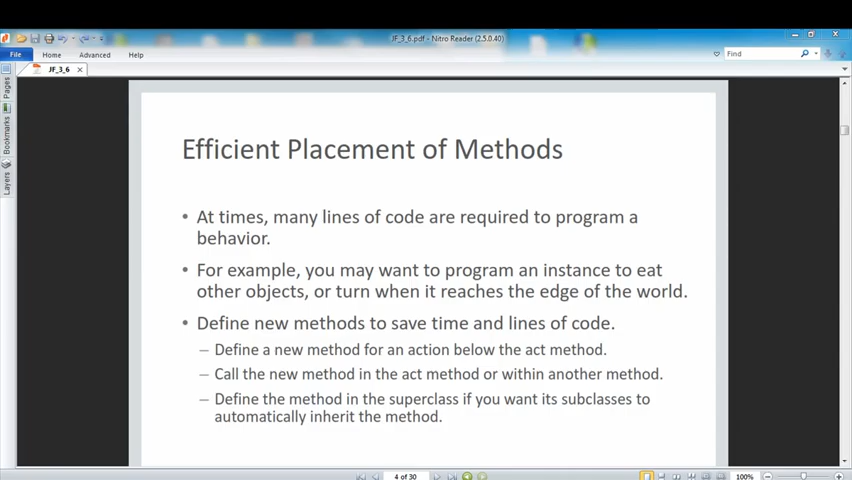 JF_3_6.pdf - Nitro Reader (2.5.0.40)
File Home Advanced Help
Find
JF_3_6
Pages
Bookmarks
Layers
Efficient Placement of Methods
• At times, many lines of code are required to program a
behavior.
• For example, you may want to program an instance to eat
other objects, or turn when it reaches the edge of the world.
• Define new methods to save time and lines of code.
– Define a new method for an action below the act method.
– Call the new method in the act method or within another method.
– Define the method in the superclass if you want its subclasses to
automatically inherit the method.
4 of 30
100%